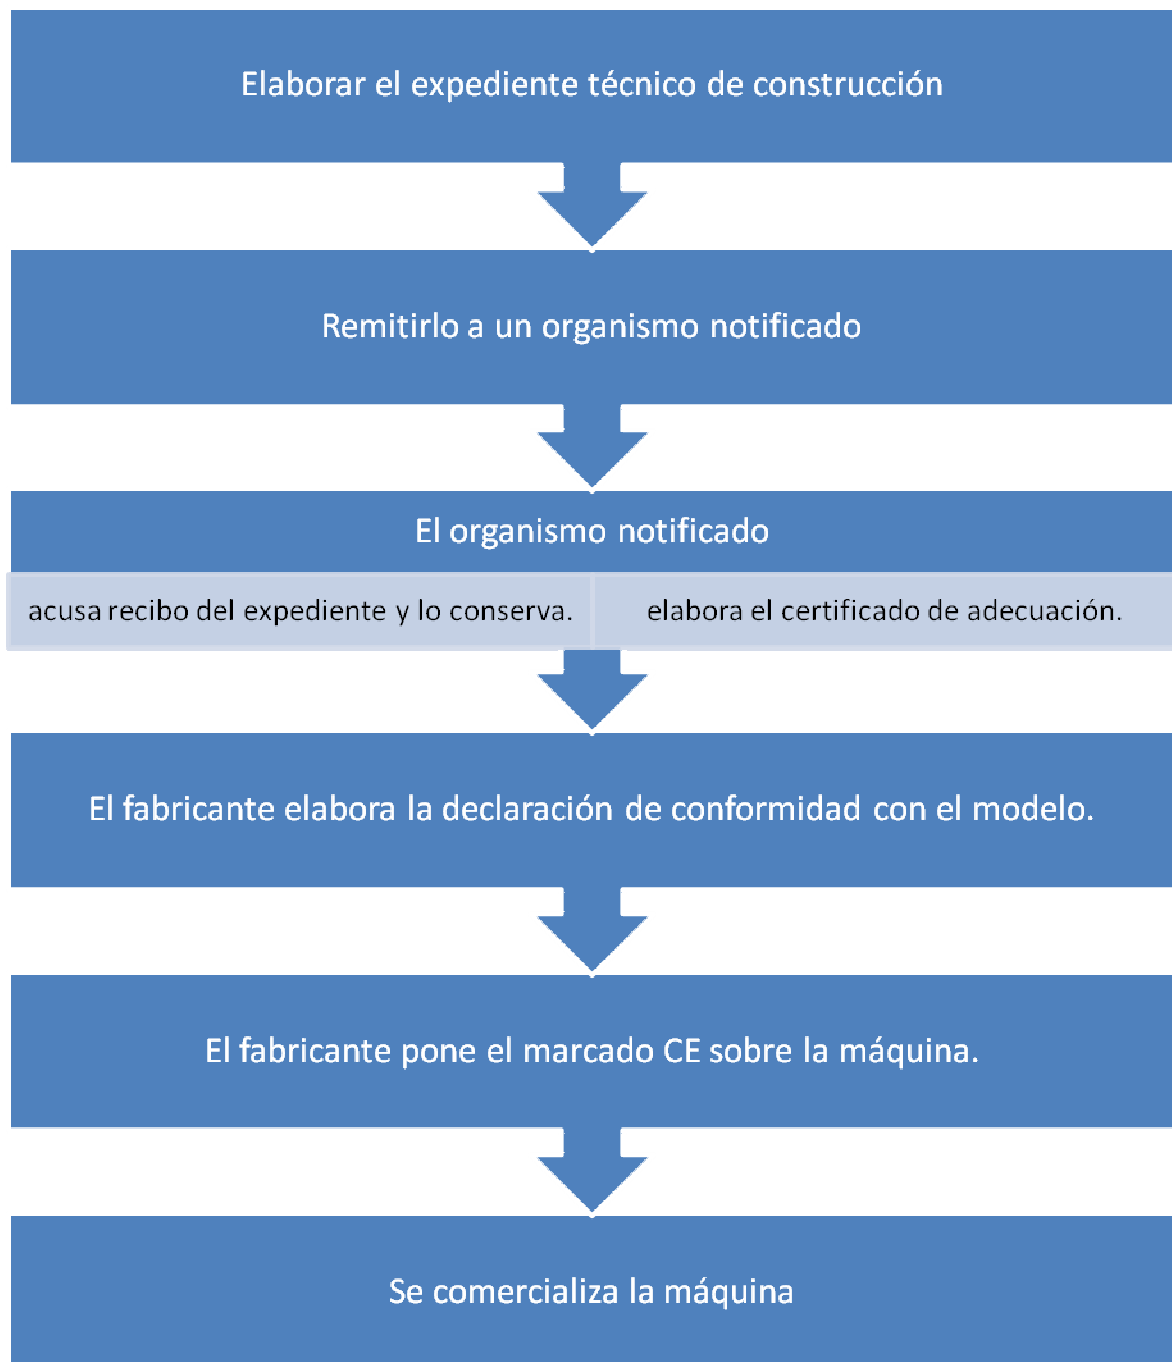 Elaborar el expediente técnico de construcción
Remitirlo a un organismo notificado
El organismo notificado
acusa recibo del expediente y lo conserva.
elabora el certificado de adecuación.
El fabricante elabora la declaración de conformidad con el modelo.
El fabricante pone el marcado CE sobre la máquina.
Se comercializa la máquina